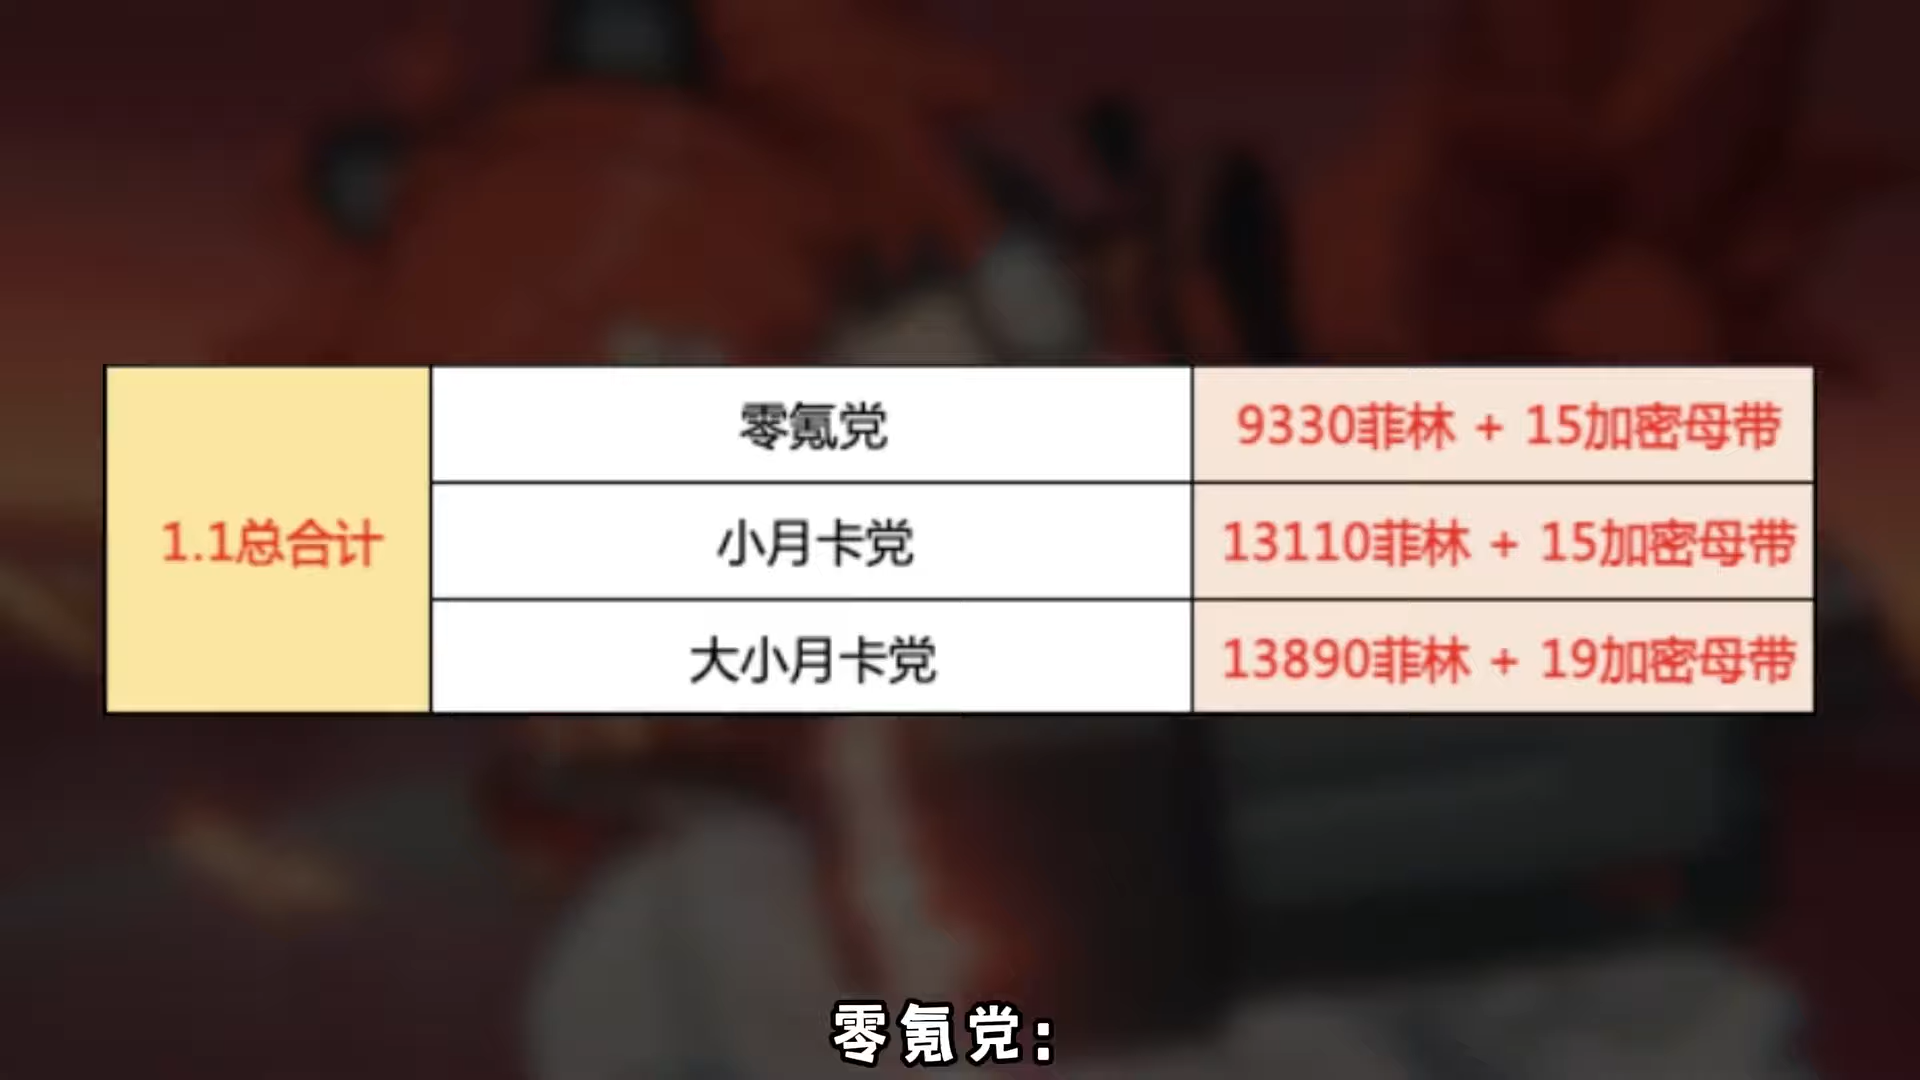 1.1总合计
零氪党
9330菲林 + 15加密母带
小月卡党
13110菲林 + 15加密母带
大小月卡党
13890菲林 + 19加密母带
零氪党：